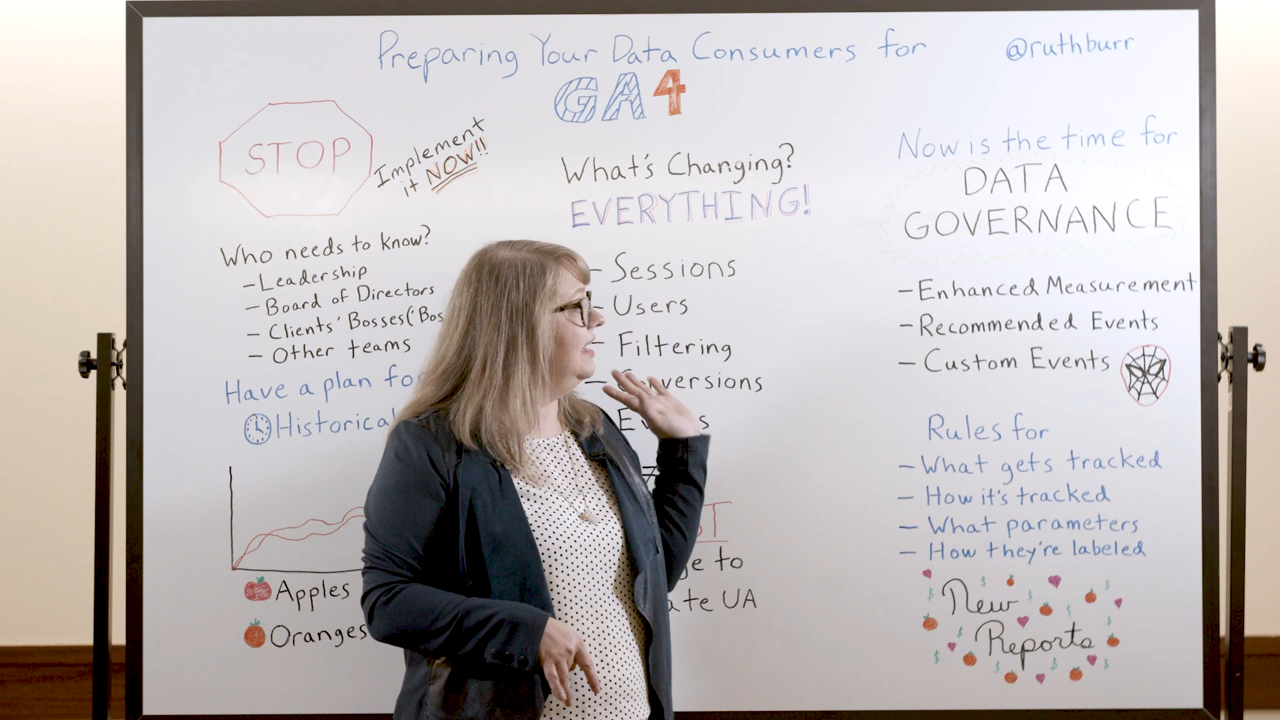 Preparing Your Data Consumers for
GA4
@ruthburr
STOP
Implement
it NOW!!
Who needs to know?
- Leadership
- Board of Directors
- Clients' Bosses
- Other teams
Have a plan
Historical
Apples
Oranges
What's Changing?
EVERYTHING!
- Sessions
- Users
- Filtering
to
UA
Now is the time for
DATA
GOVERNANCE
- Enhanced Measurement
- Recommended Events
- Custom Events
Rules for
- What gets tracked
- How it's tracked
- What parameters
- How they're labeled
New
Reports